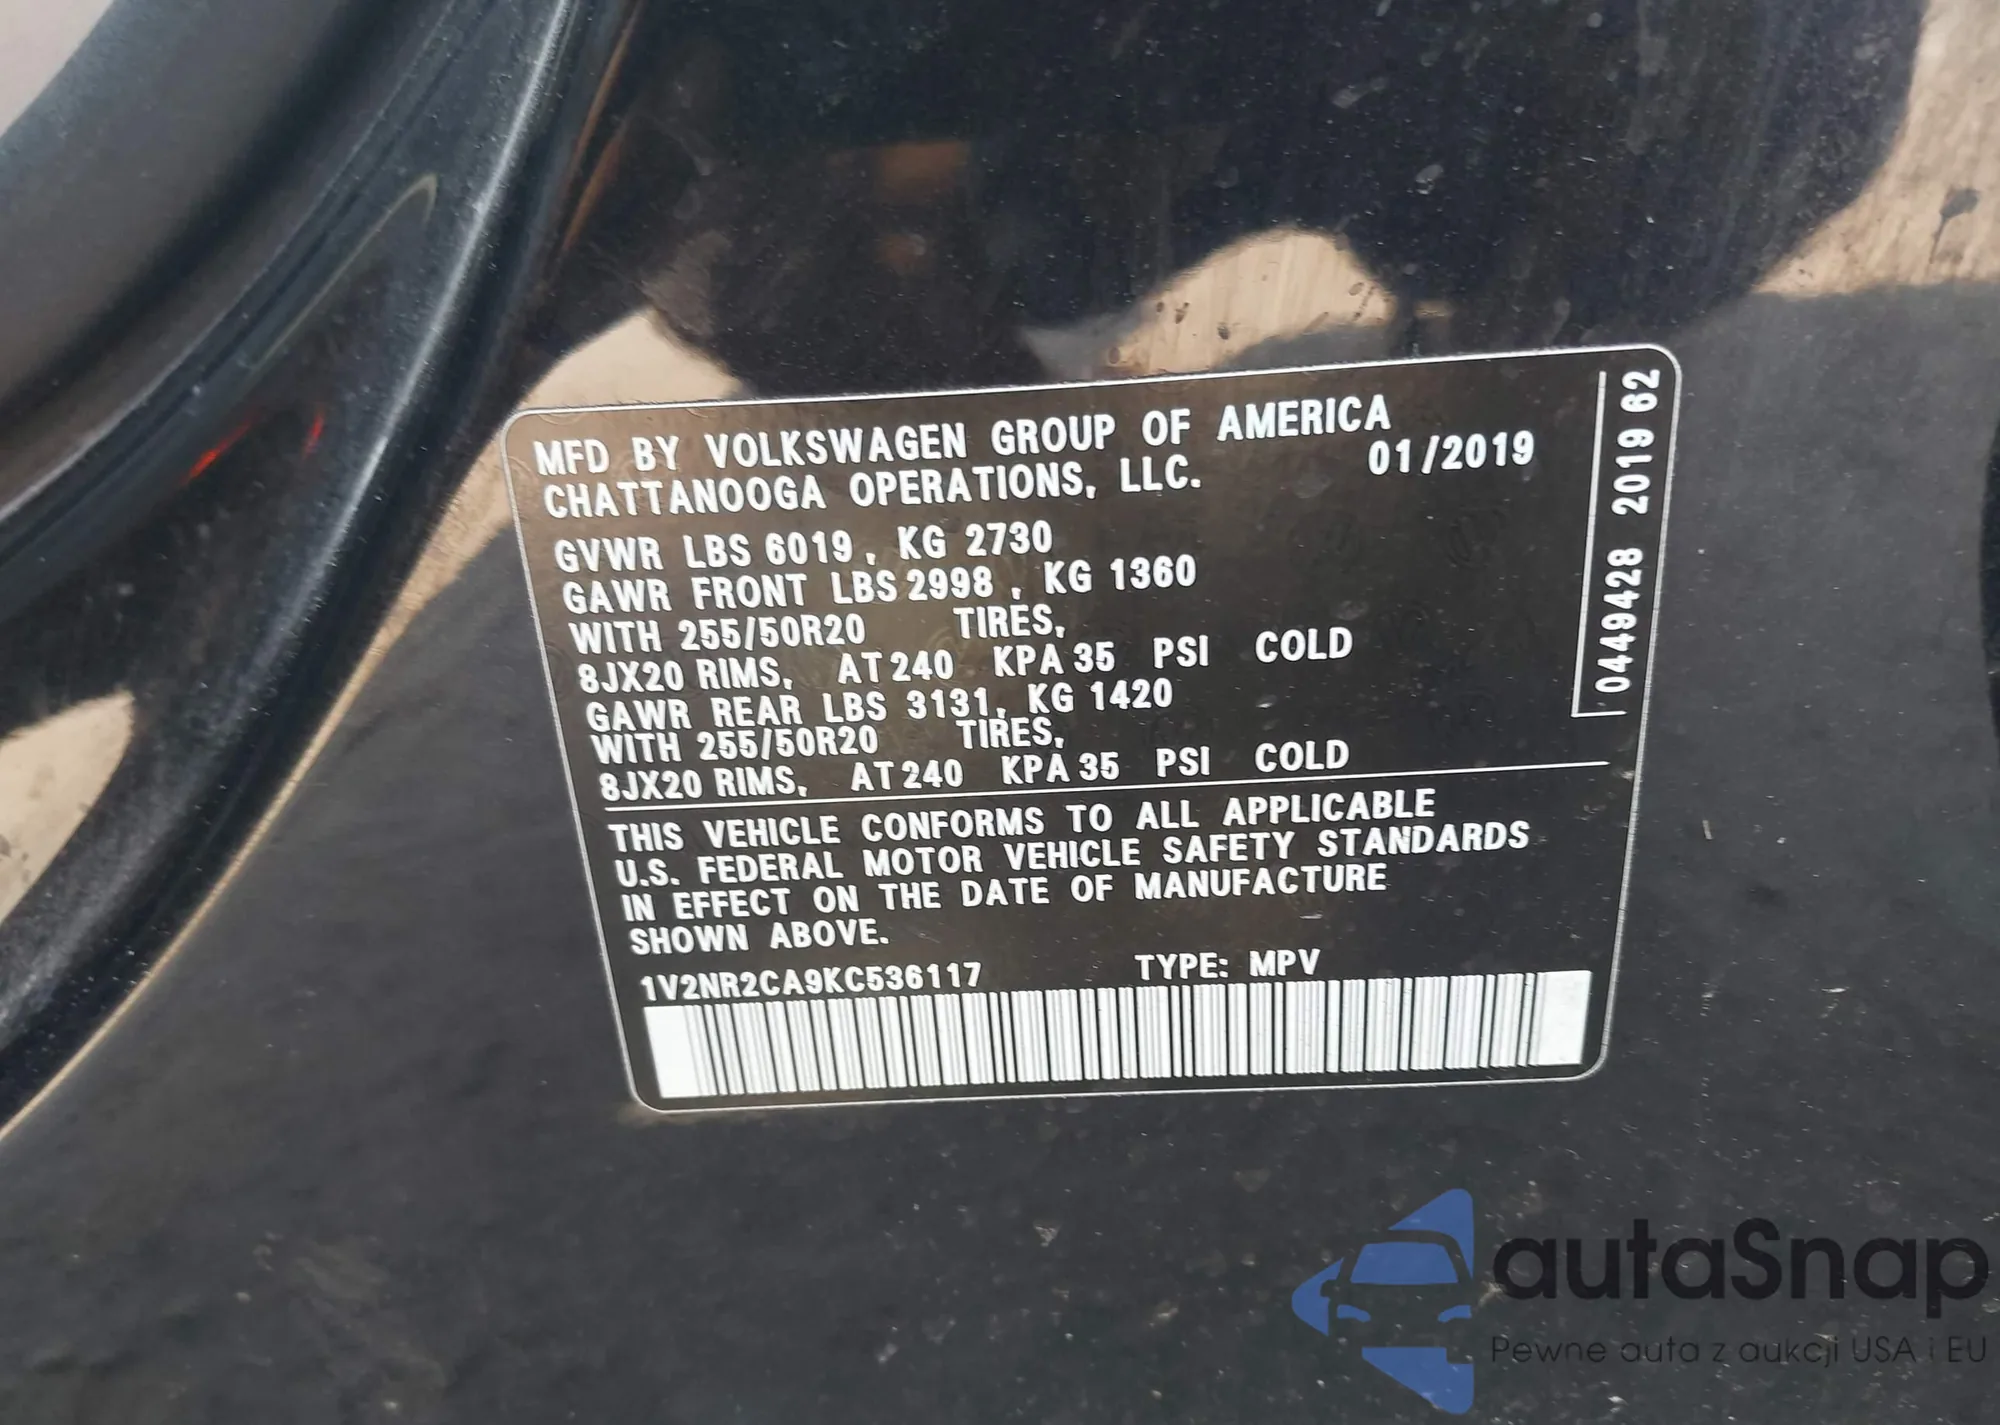 MFD BY VOLKSWAGEN GROUP OF AMERICA
CHATTANOOGA OPERATIONS, LLC. 01/2019
GVWR LBS 6019, KG 2730
GAWR FRONT LBS 2998, KG 1360
WITH 255/50R20 TIRES,
8JX20 RIMS, AT 240 KPA 35 PSI COLD
GAWR REAR LBS 3131, KG 1420
WITH 255/50R20 TIRES,
8JX20 RIMS, AT 240 KPA 35 PSI COLD
THIS VEHICLE CONFORMS TO ALL APPLICABLE
U.S. FEDERAL MOTOR VEHICLE SAFETY STANDARDS
IN EFFECT ON THE DATE OF MANUFACTURE
SHOWN ABOVE.
1V2NR2CA9KC536117 TYPE: MPV
0449428 2019 62
autaSnap
Pewne auta z aukcji USA i EU